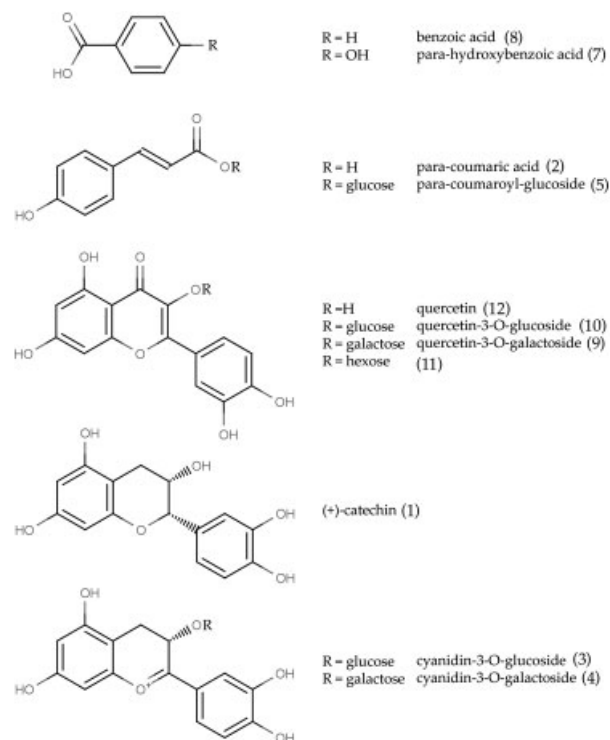 O
HO
R
R = H benzoic acid (8)
R = OH para-hydroxybenzoic acid (7)
O
OR
HO
R = H para-coumaric acid (2)
R = glucose para-coumaroyl-glucoside (5)
OH O
OR
HO
O
OH
OH
R =H quercetin (12)
R = glucose quercetin-3-O-glucoside (10)
R = galactose quercetin-3-O-galactoside (9)
R = hexose (11)
OH
OH
HO
O
OH
OH
(+)-catechin (1)
OH
OR
HO
O+
OH
OH
R = glucose cyanidin-3-O-glucoside (3)
R = galactose cyanidin-3-O-galactoside (4)